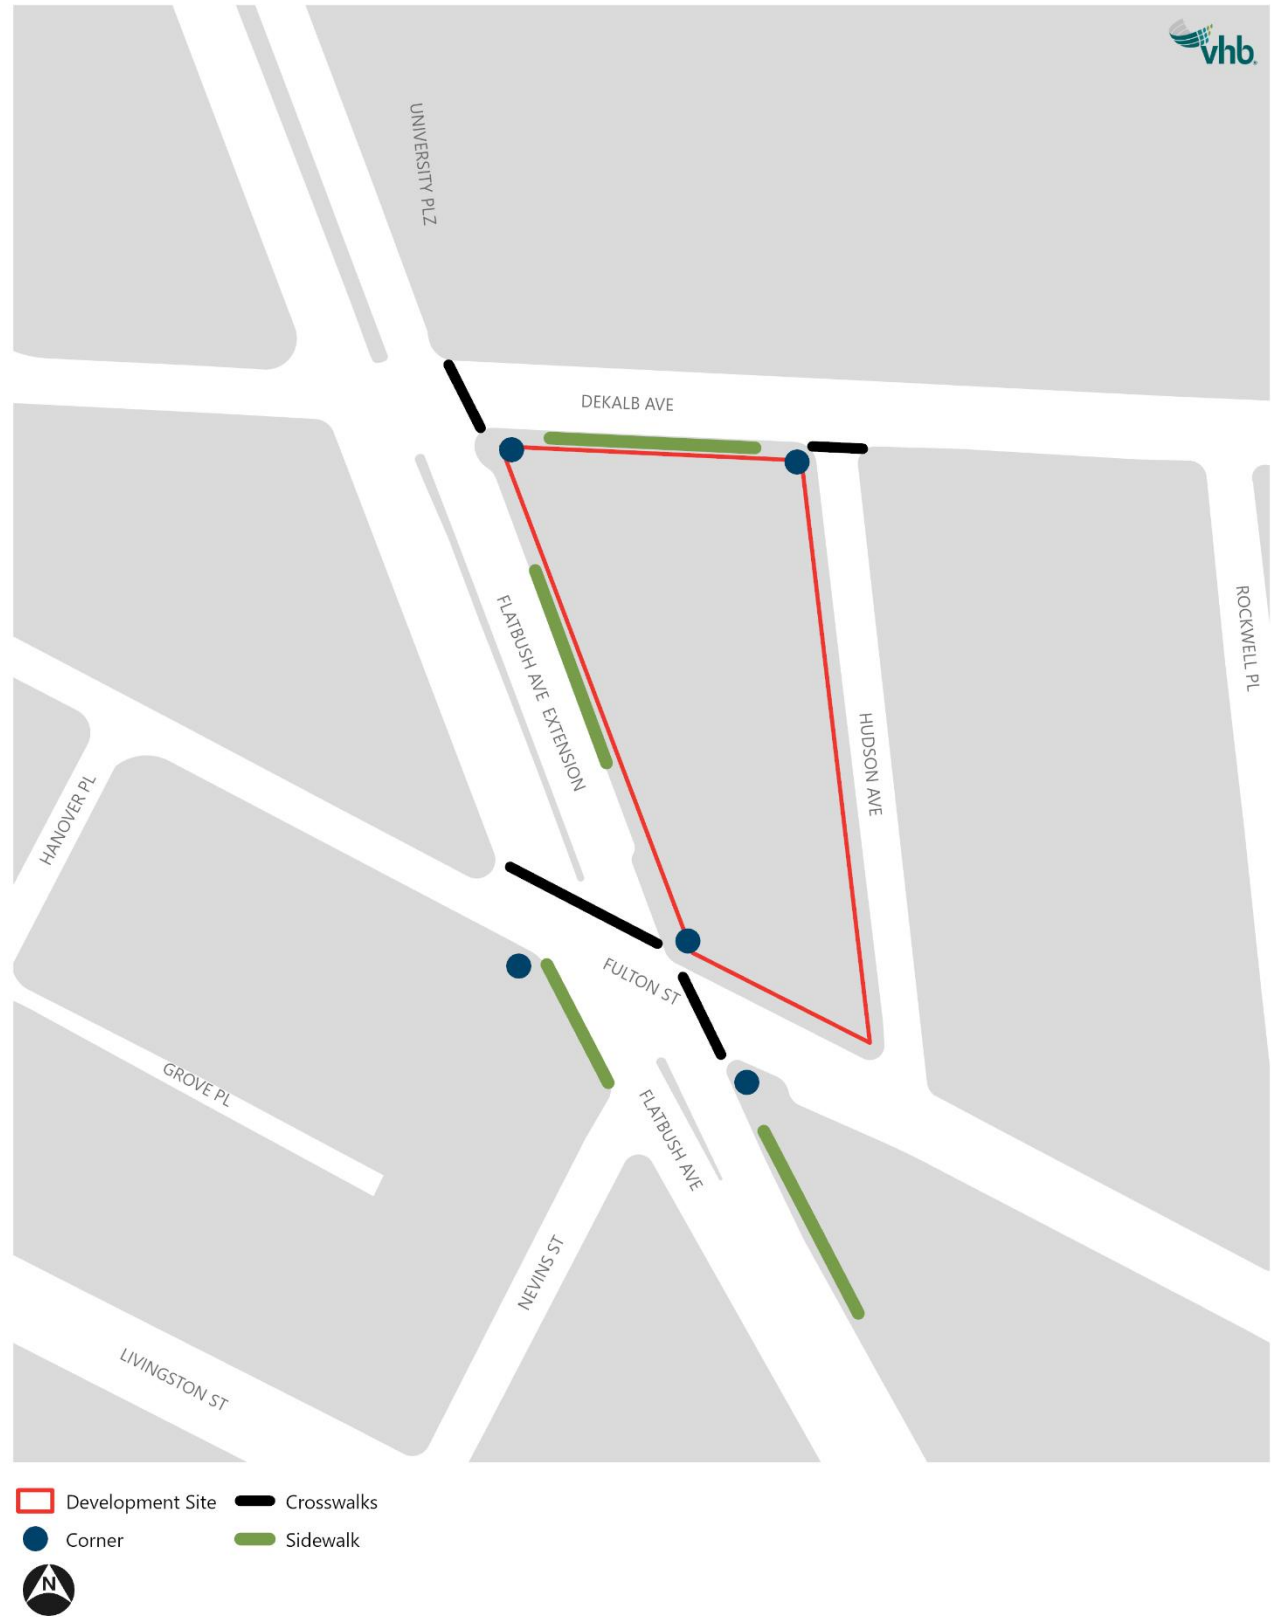 vhb.
UNIVERSITY PLZ
DEKALB AVE
FLATBUSH AVE EXTENSION
ROCKWELL PL
HUDSON AVE
HANOVER PL
FULTON ST
GROVE PL
FLATBUSH AVE
NEVINS ST
LIVINGSTON ST
Development Site
Crosswalks
Corner
Sidewalk
N